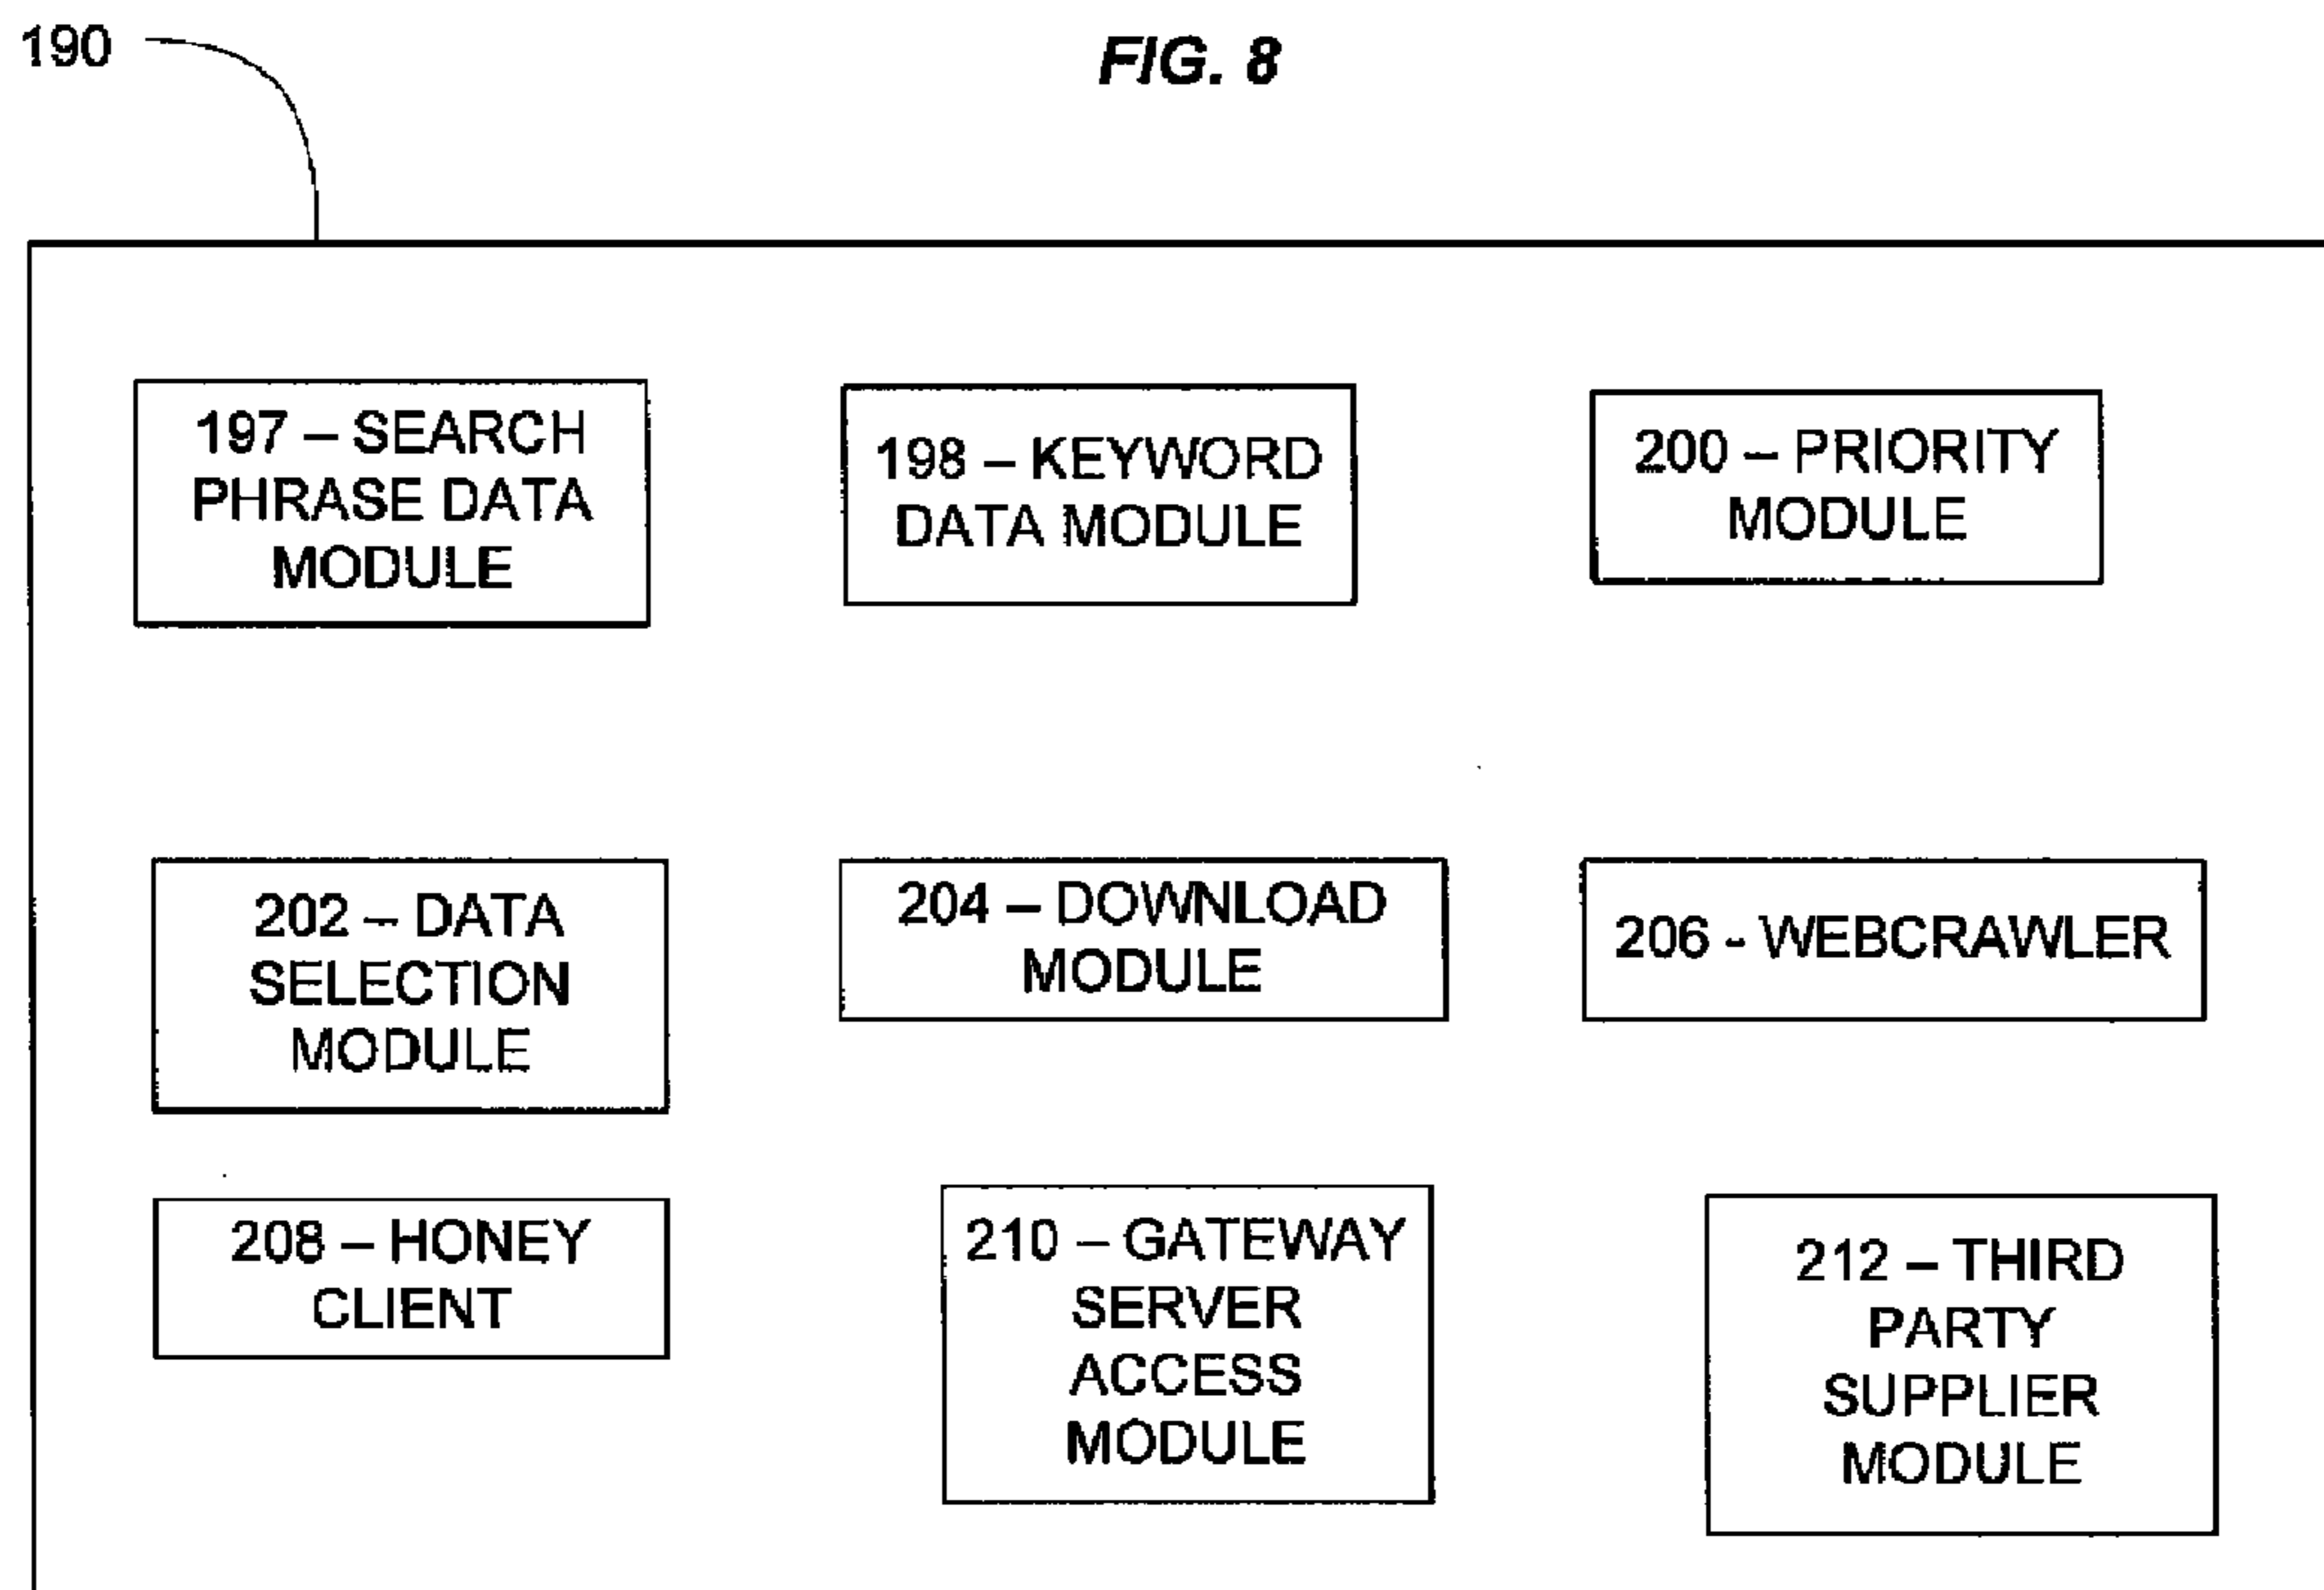 190
FIG. 8
197 – SEARCH
PHRASE DATA
MODULE
198 – KEYWORD
DATA MODULE
200 – PRIORITY
MODULE
202 – DATA
SELECTION
MODULE
204 – DOWNLOAD
MODULE
206 - WEBCRAWLER
208 – HONEY
CLIENT
210 – GATEWAY
SERVER
ACCESS
MODULE
212 – THIRD
PARTY
SUPPLIER
MODULE